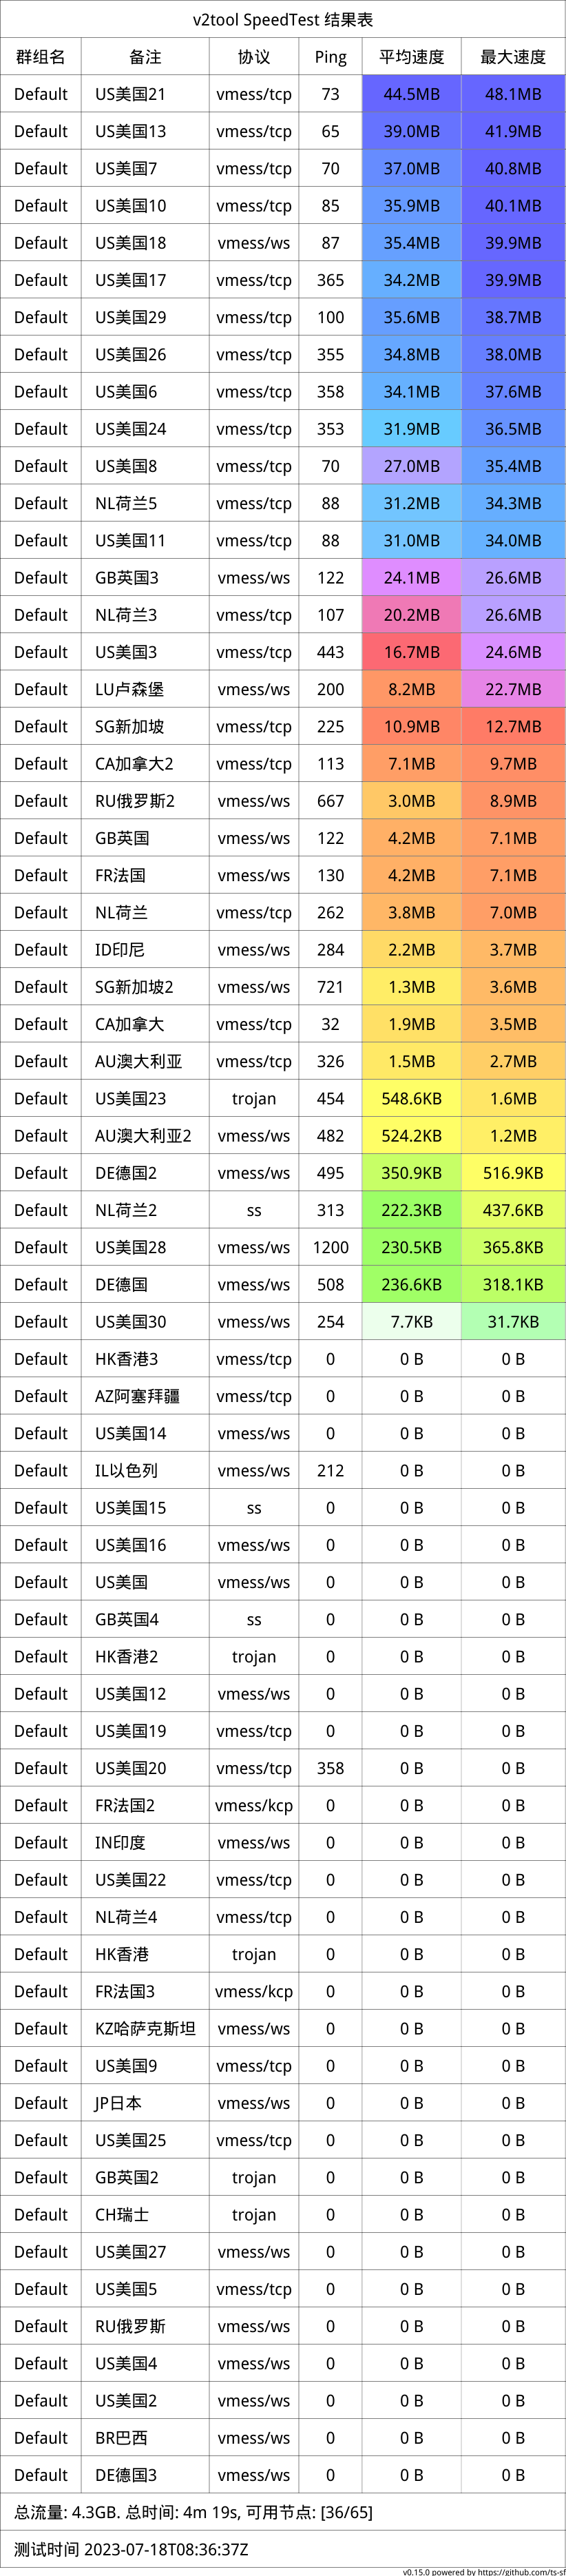 v2tool SpeedTest 结果表
群组名 备注 协议 Ping 平均速度 最大速度
Default US美国21 vmess/tcp 73 44.5MB 48.1MB
Default US美国13 vmess/tcp 65 39.0MB 41.9MB
Default US美国7 vmess/tcp 70 37.0MB 40.8MB
Default US美国10 vmess/tcp 85 35.9MB 40.1MB
Default US美国18 vmess/ws 87 35.4MB 39.9MB
Default US美国17 vmess/tcp 365 34.2MB 39.9MB
Default US美国29 vmess/tcp 100 35.6MB 38.7MB
Default US美国26 vmess/tcp 355 34.8MB 38.0MB
Default US美国6 vmess/tcp 358 34.1MB 37.6MB
Default US美国24 vmess/tcp 353 31.9MB 36.5MB
Default US美国8 vmess/tcp 70 27.0MB 35.4MB
Default NL荷兰5 vmess/tcp 88 31.2MB 34.3MB
Default US美国11 vmess/tcp 88 31.0MB 34.0MB
Default GB英国3 vmess/ws 122 24.1MB 26.6MB
Default NL荷兰3 vmess/tcp 107 20.2MB 26.6MB
Default US美国3 vmess/tcp 443 16.7MB 24.6MB
Default LU卢森堡 vmess/ws 200 8.2MB 22.7MB
Default SG新加坡 vmess/tcp 225 10.9MB 12.7MB
Default CA加拿大2 vmess/tcp 113 7.1MB 9.7MB
Default RU俄罗斯2 vmess/ws 667 3.0MB 8.9MB
Default GB英国 vmess/ws 122 4.2MB 7.1MB
Default FR法国 vmess/ws 130 4.2MB 7.1MB
Default NL荷兰 vmess/tcp 262 3.8MB 7.0MB
Default ID印尼 vmess/ws 284 2.2MB 3.7MB
Default SG新加坡2 vmess/ws 721 1.3MB 3.6MB
Default CA加拿大 vmess/tcp 32 1.9MB 3.5MB
Default AU澳大利亚 vmess/tcp 326 1.5MB 2.7MB
Default US美国23 trojan 454 548.6KB 1.6MB
Default AU澳大利亚2 vmess/ws 482 524.2KB 1.2MB
Default DE德国2 vmess/ws 495 350.9KB 516.9KB
Default NL荷兰2 ss 313 222.3KB 437.6KB
Default US美国28 vmess/ws 1200 230.5KB 365.8KB
Default DE德国 vmess/ws 508 236.6KB 318.1KB
Default US美国30 vmess/ws 254 7.7KB 31.7KB
Default HK香港3 vmess/tcp 0 0 B 0 B
Default AZ阿塞拜疆 vmess/tcp 0 0 B 0 B
Default US美国14 vmess/ws 0 0 B 0 B
Default IL以色列 vmess/ws 212 0 B 0 B
Default US美国15 ss 0 0 B 0 B
Default US美国16 vmess/ws 0 0 B 0 B
Default US美国 vmess/ws 0 0 B 0 B
Default GB英国4 ss 0 0 B 0 B
Default HK香港2 trojan 0 0 B 0 B
Default US美国12 vmess/ws 0 0 B 0 B
Default US美国19 vmess/tcp 0 0 B 0 B
Default US美国20 vmess/tcp 358 0 B 0 B
Default FR法国2 vmess/kcp 0 0 B 0 B
Default IN印度 vmess/ws 0 0 B 0 B
Default US美国22 vmess/tcp 0 0 B 0 B
Default NL荷兰4 vmess/tcp 0 0 B 0 B
Default HK香港 trojan 0 0 B 0 B
Default FR法国3 vmess/kcp 0 0 B 0 B
Default KZ哈萨克斯坦 vmess/ws 0 0 B 0 B
Default US美国9 vmess/tcp 0 0 B 0 B
Default JP日本 vmess/ws 0 0 B 0 B
Default US美国25 vmess/tcp 0 0 B 0 B
Default GB英国2 trojan 0 0 B 0 B
Default CH瑞士 trojan 0 0 B 0 B
Default US美国27 vmess/ws 0 0 B 0 B
Default US美国5 vmess/tcp 0 0 B 0 B
Default RU俄罗斯 vmess/ws 0 0 B 0 B
Default US美国4 vmess/ws 0 0 B 0 B
Default US美国2 vmess/ws 0 0 B 0 B
Default BR巴西 vmess/ws 0 0 B 0 B
Default DE德国3 vmess/ws 0 0 B 0 B
总流量: 4.3GB. 总时间: 4m 19s, 可用节点: [36/65]
测试时间 2023-07-18T08:36:37Z
v0.15.0 powered by https://github.com/ts-sf